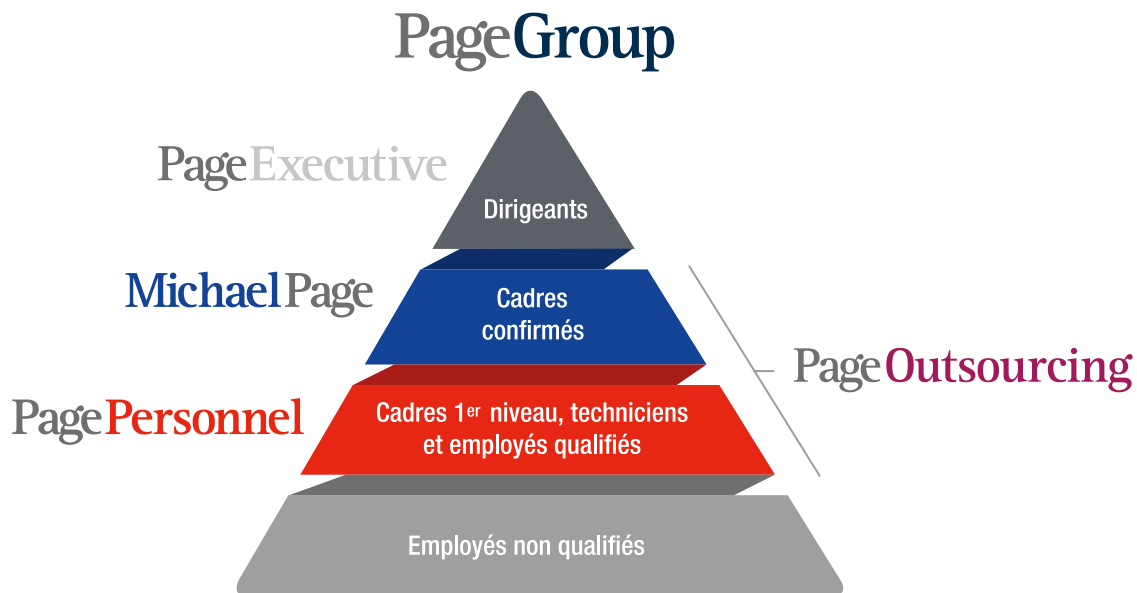 PageGroup
PageExecutive
Dirigeants
MichaelPage
Cadres
confirmés
PageOutsourcing
PagePersonnel
Cadres 1er niveau, techniciens
et employés qualifiés
Employés non qualifiés